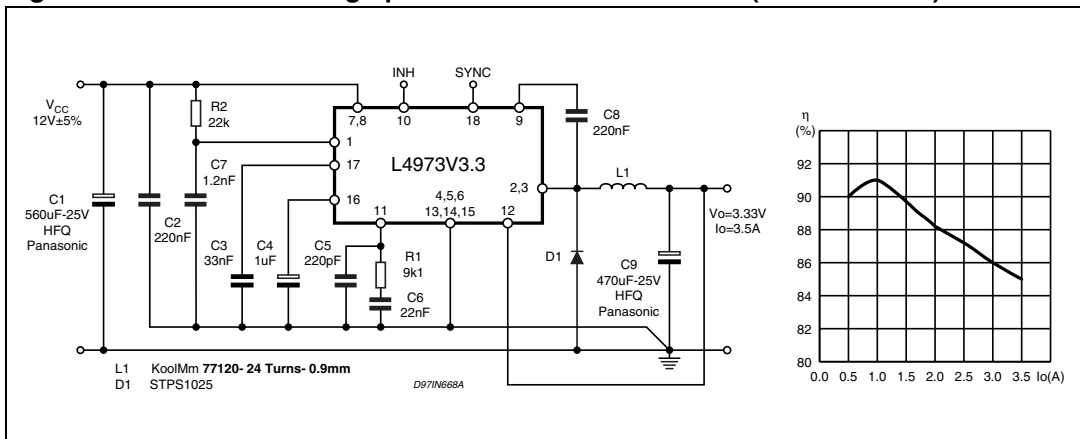 INH
SYNC
VCC
12V±5%
R2
22k
7,8
10
18
9
C8
220nF
1
17
16
L4973V3.3
2,3
L1
C7
1.2nF
4,5,6
13,14,15
11
12
C1
560uF-25V
HFQ
Panasonic
C2
220nF
C3
33nF
C4
1uF
C5
220pF
R1
9k1
C6
22nF
D1
C9
470uF-25V
HFQ
Panasonic
Vo=3.33V
Io=3.5A
L1 KoolMm 77120- 24 Turns- 0.9mm
D1 STPS1025
D97IN668A
η
(%)
92
90
88
86
84
82
80
0.0 0.5 1.0 1.5 2.0 2.5 3.0 3.5 Io(A)